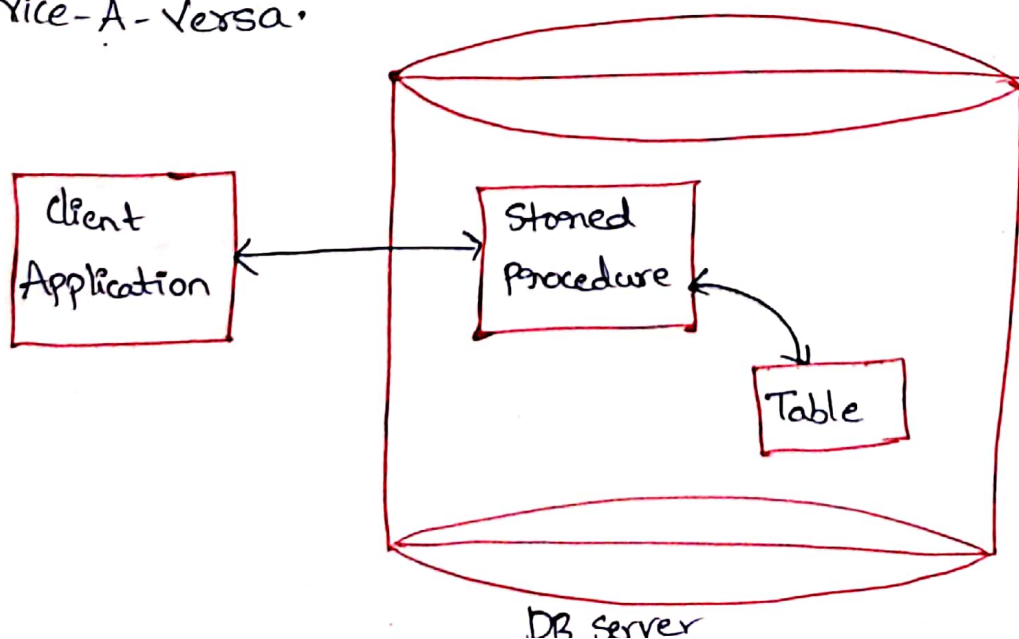 Vice-A-Versa.
Client
Application
Stored
Procedure
Table
DB Server